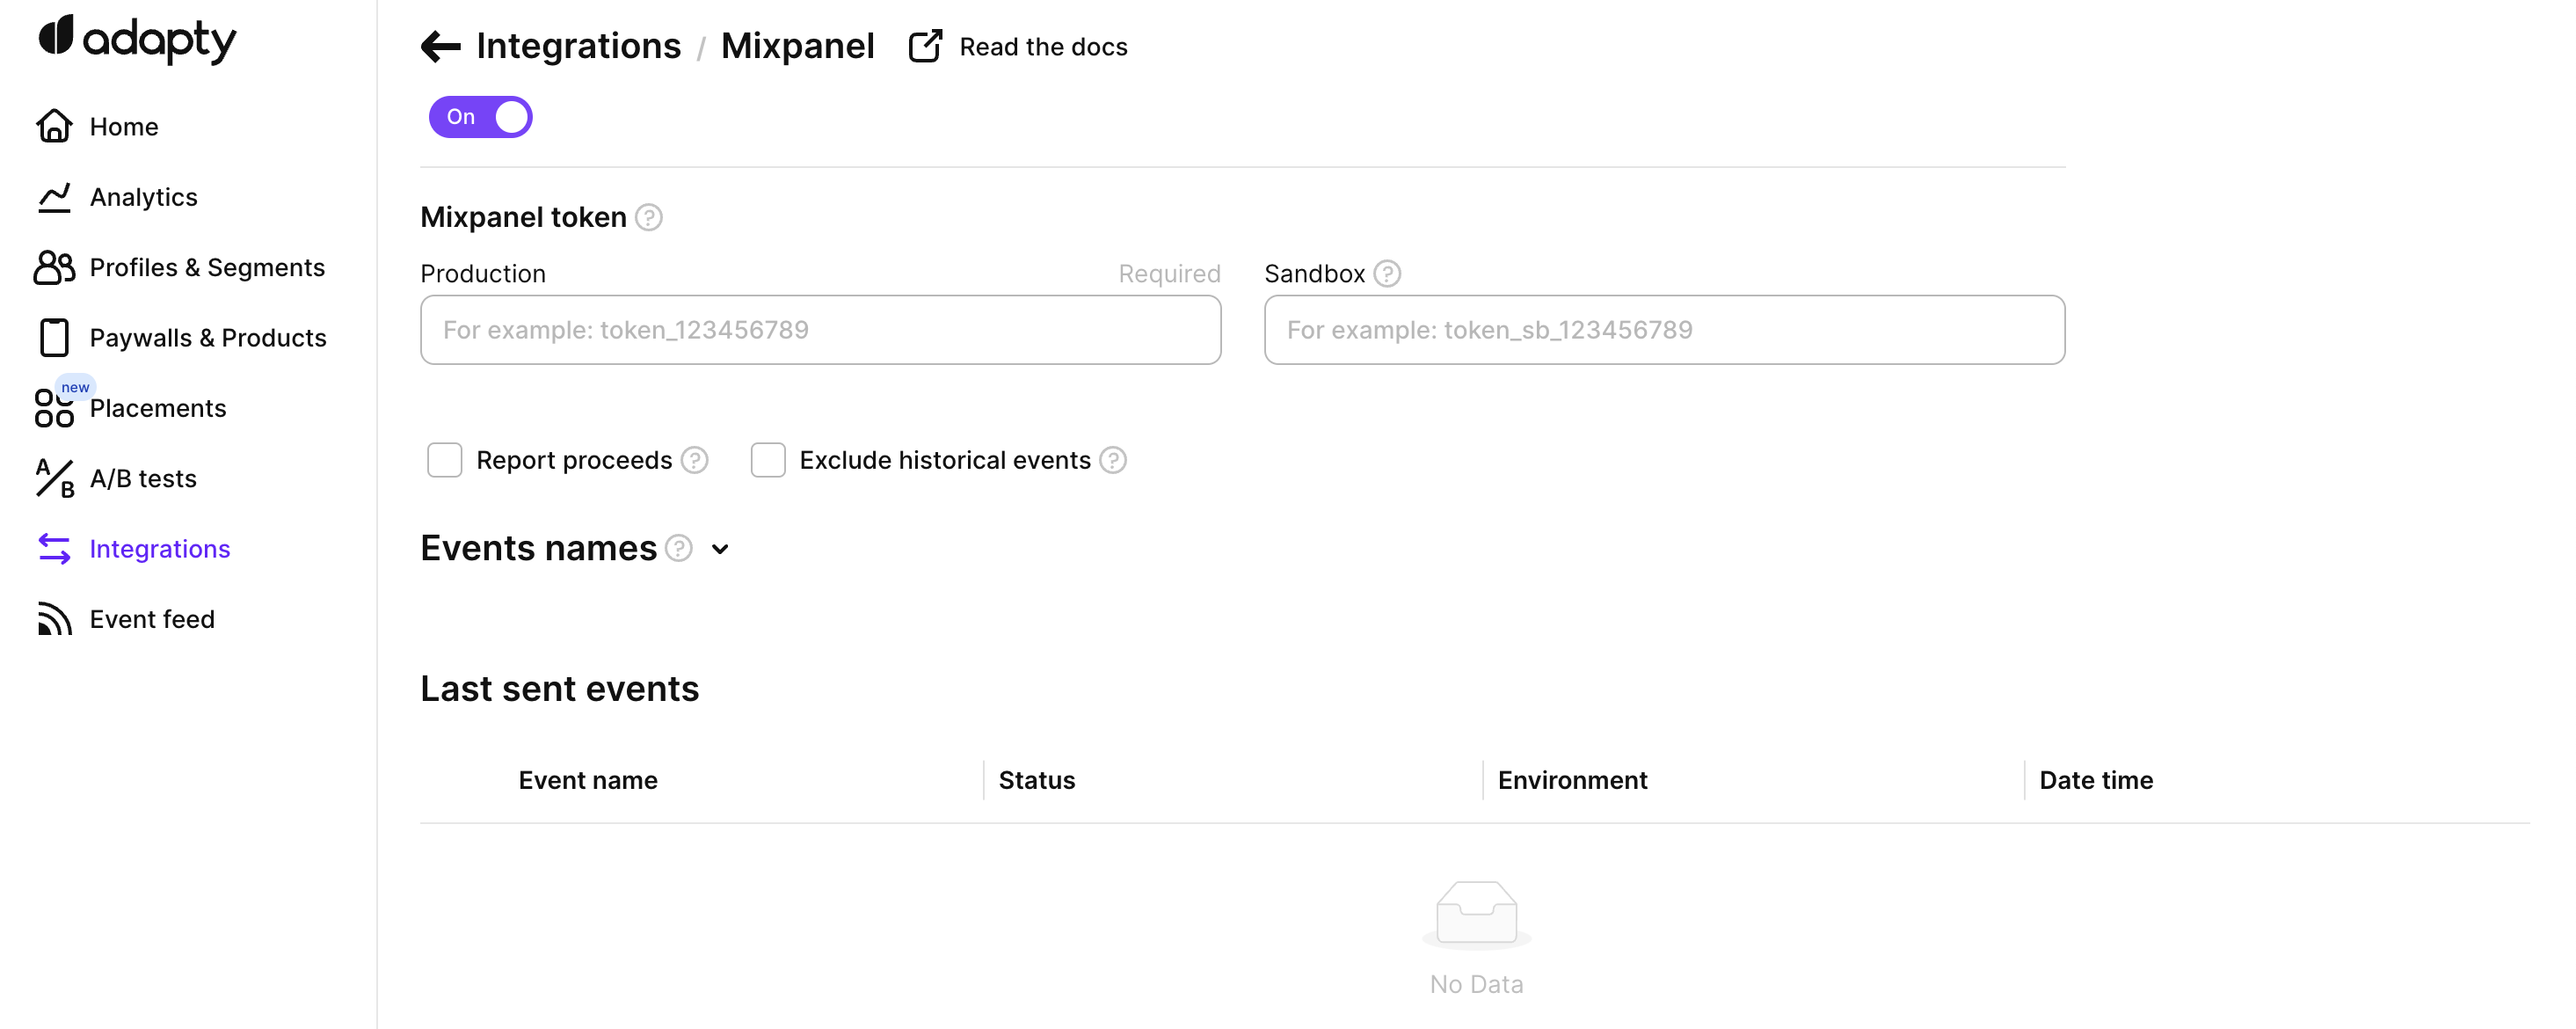 adapty
Home
Analytics
Profiles & Segments
Paywalls & Products
new
Placements
A/B tests
Integrations
Event feed
Integrations / Mixpanel Read the docs
On
Mixpanel token ?
Production Required
For example: token_123456789
Sandbox ?
For example: token_sb_123456789
Report proceeds ? Exclude historical events ?
Events names ?
Last sent events
Event name Status Environment Date time
No Data